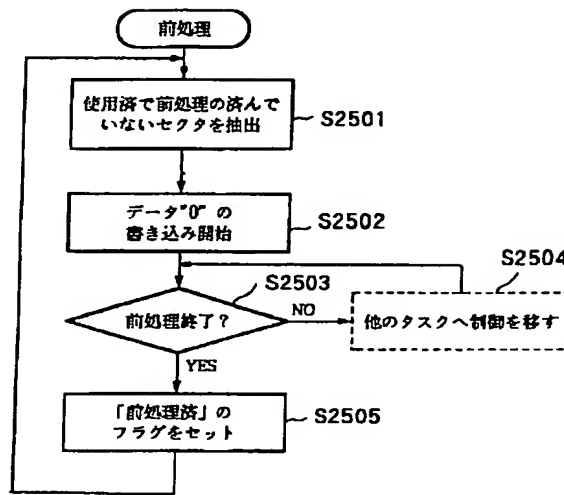 前処理
使用済で前処理の済んで
いないセクタを抽出
S2501
データ"0" の
書き込み開始
S2502
S2503
S2504
前処理終了？
NO
他のタスクへ制御を移す
YES
「前処理済」の
フラグをセット
S2505